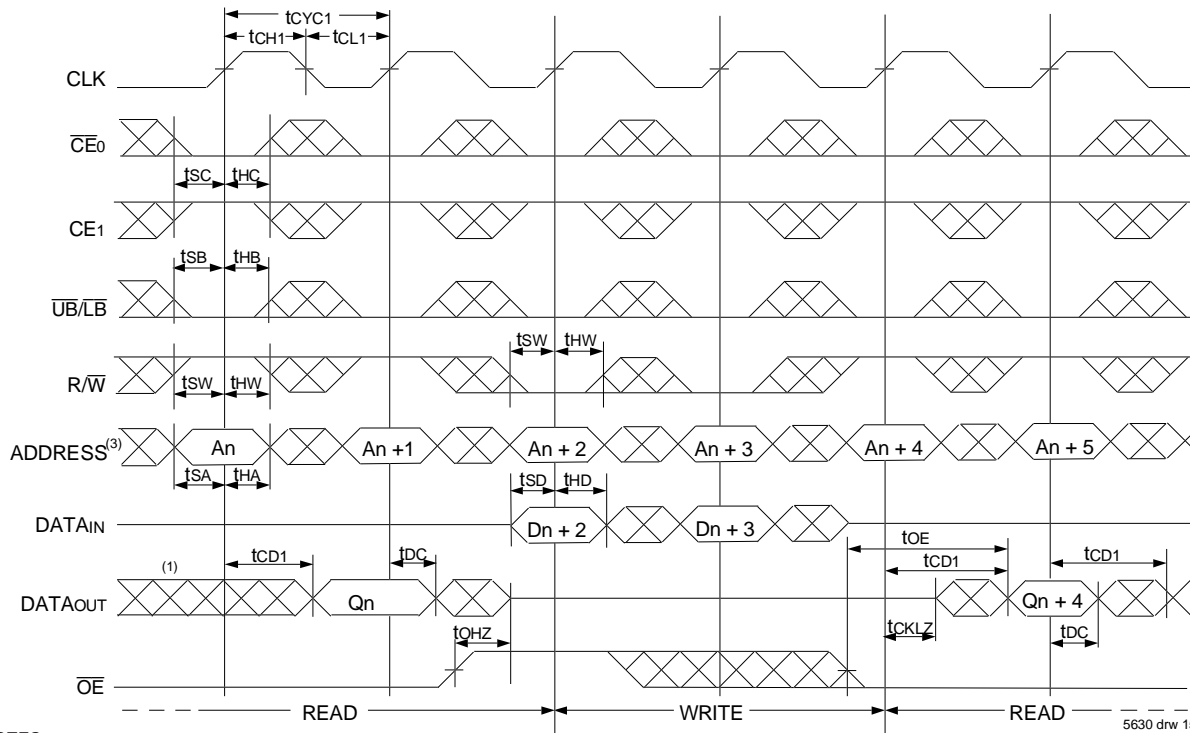 tCYC1
tCH1 tCL1
CLK
CE0
tSC tHC
CE1
tSB tHB
UB/LB
tSW tHW
R/W
tSW tHW
ADDRESS(3) An An +1 An + 2 An + 3 An + 4 An + 5
tSA tHA
tSD tHD
DATAIN Dn + 2 Dn + 3
tOE
tCD1 tDC tCD1 tCD1
(1)
DATAOUT Qn Qn + 4
tOHZ tCKLZ tDC
OE
READ WRITE READ
5630 drw